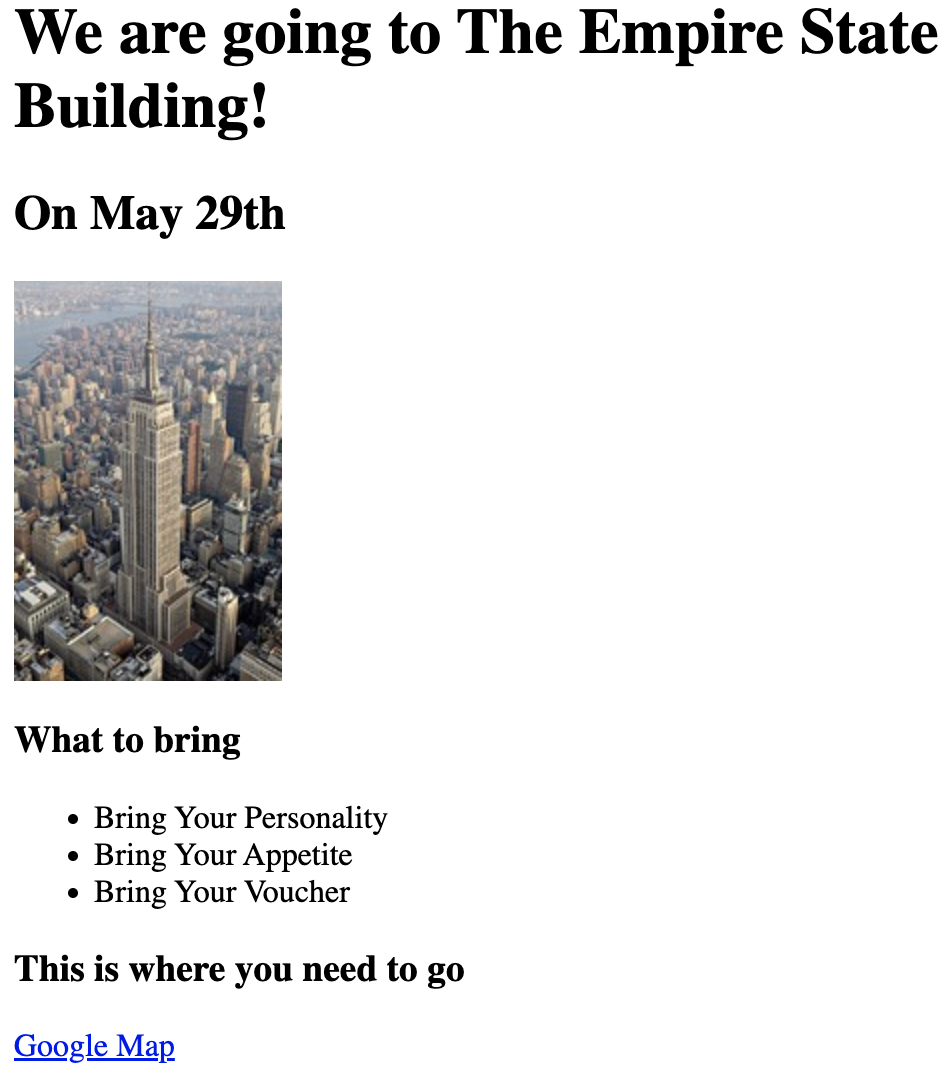 We are going to The Empire State
Building!
On May 29th
What to bring
• Bring Your Personality
• Bring Your Appetite
• Bring Your Voucher
This is where you need to go
Google Map